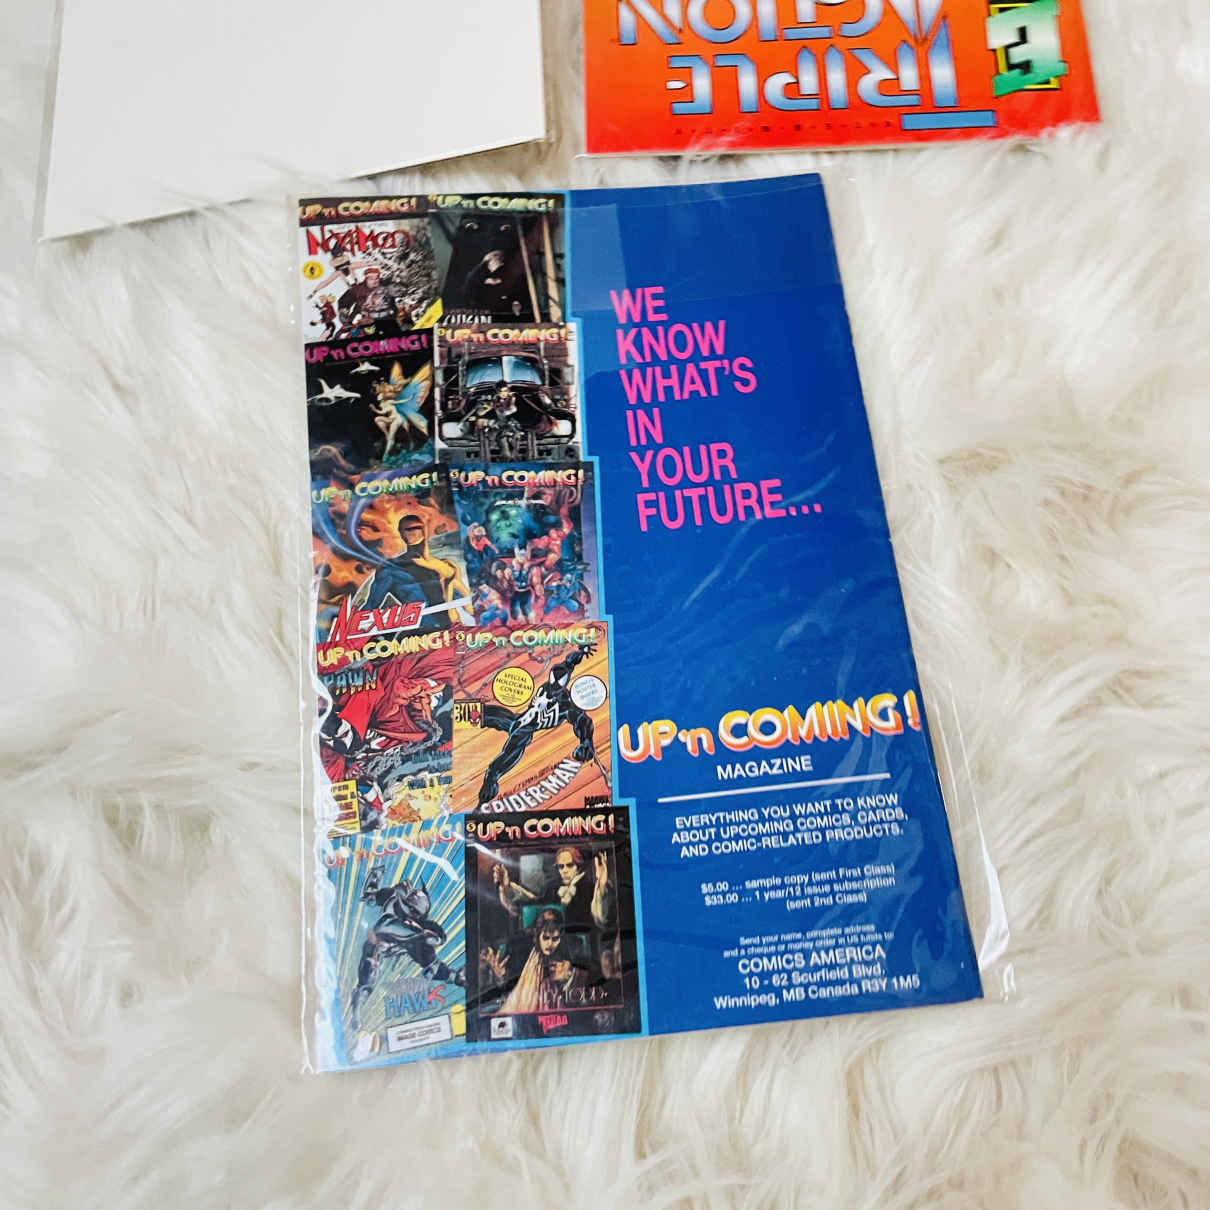 TRIPLE
ACTION
3
UP 'n COMING!
UP 'n COMING!
UP 'n COMING!
UP 'n COMING!
UP 'n COMING!
NEXUS
UP 'n COMING!
UP 'n COMING!
UP 'n COMING!
SPECIAL
HOLOGRAM
COVERS
SPIDER-MAN
UP 'n COMING!
IMAGE COMICS
UP 'n COMING!
WE
KNOW
WHAT'S
IN
YOUR
FUTURE...
UP 'n COMING!
MAGAZINE
EVERYTHING YOU WANT TO KNOW
ABOUT UPCOMING COMICS, CARDS,
AND COMIC-RELATED PRODUCTS.
$5.00 ... sample copy (sent First Class)
$33.00 ... 1 year/12 issue subscription
(sent 2nd Class)
Send your name, complete address
and a cheque or money order in US funds to:
COMICS AMERICA
10 - 62 Scurfield Blvd.
Winnipeg, MB Canada R3Y 1M5